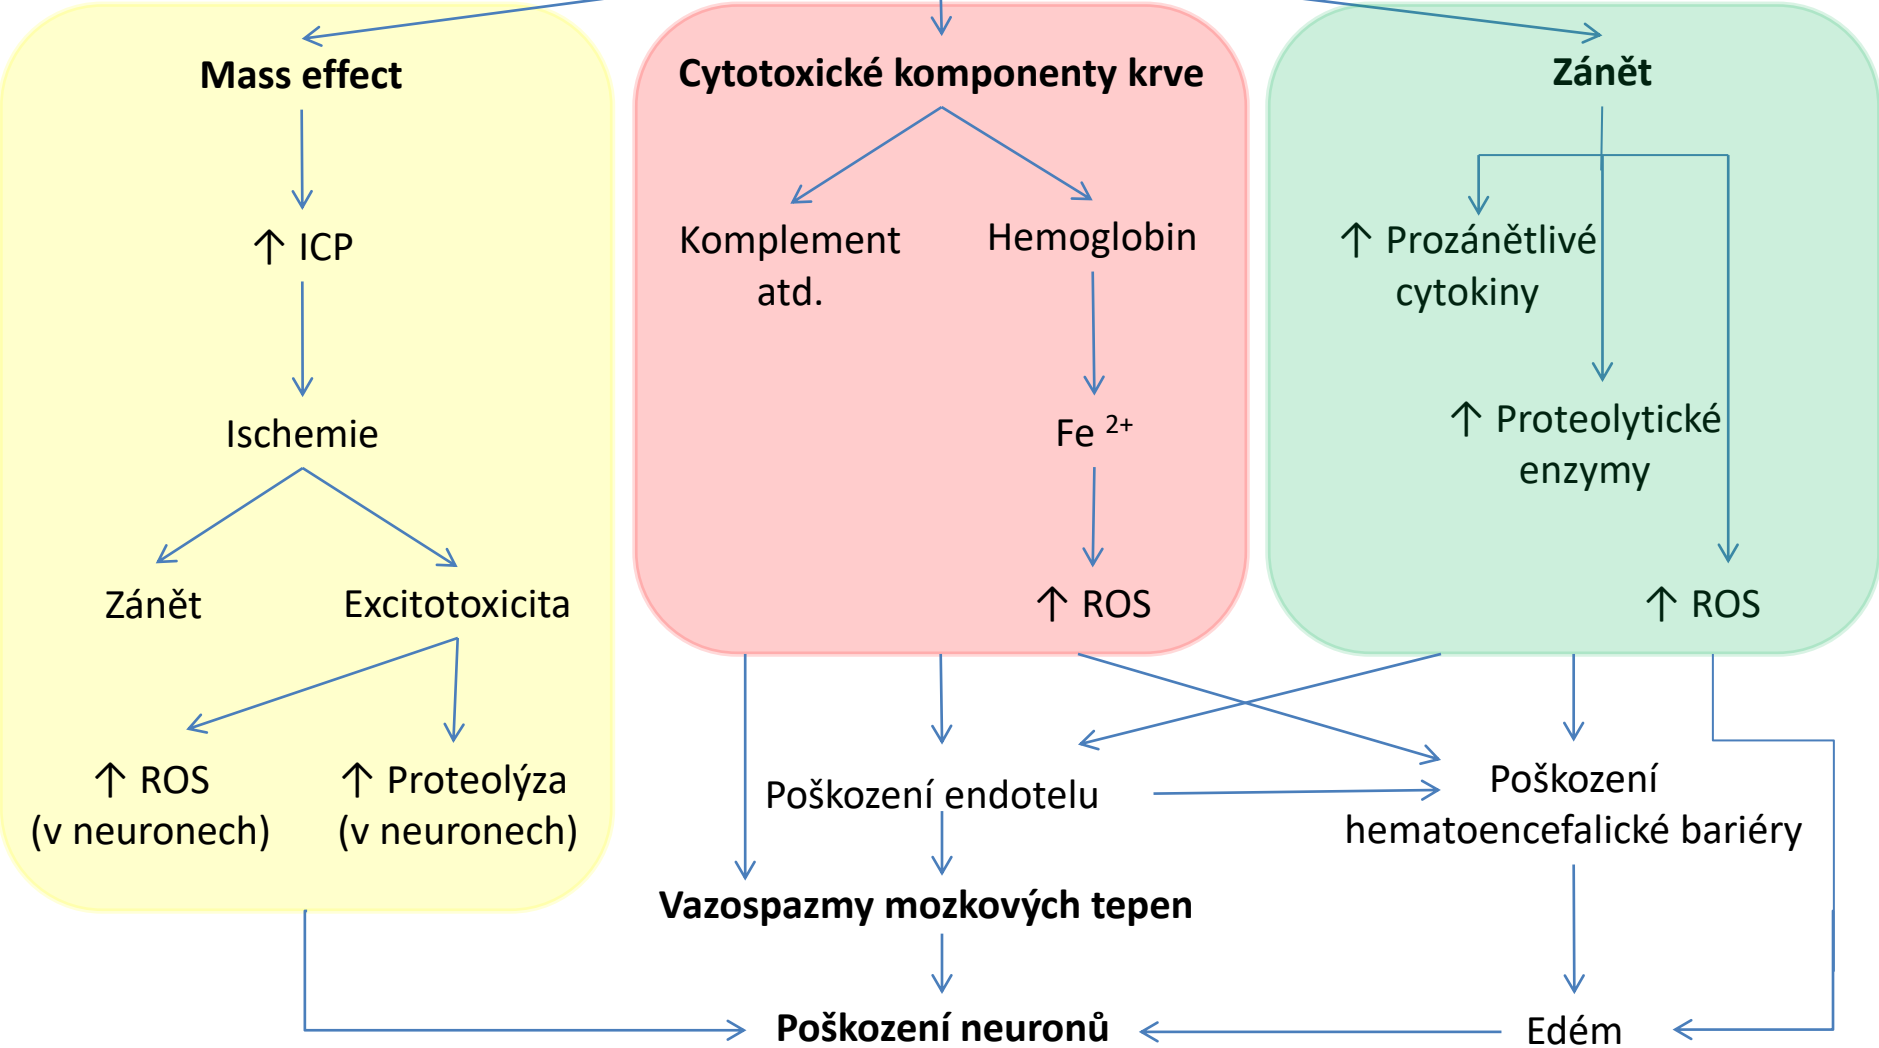 Mass effect
↑ ICP
Ischemie
Zánět
Excitotoxicita
↑ ROS
(v neuronech)
↑ Proteolýza
(v neuronech)
Cytotoxické komponenty krve
Komplement
atd.
Hemoglobin
Fe 2+
↑ ROS
Zánět
↑ Prozánětlivé
cytokiny
↑ Proteolytické
enzymy
↑ ROS
Poškození endotelu
Poškození
hematoencefalické bariéry
Vazospazmy mozkových tepen
Poškození neuronů
Edém